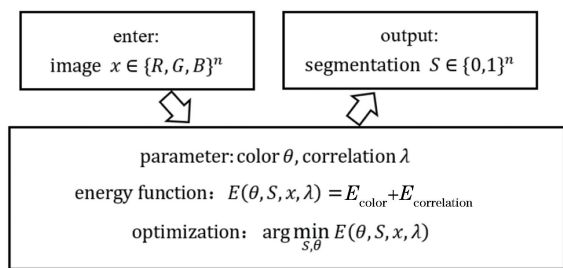 enter:
image x ∈ {R, G, B}ⁿ
output:
segmentation S ∈ {0,1}ⁿ
parameter: color θ, correlation λ
energy function： E(θ, S, x, λ) = E_color+E_correlation
optimization： arg min_{S,θ} E(θ, S, x, λ)